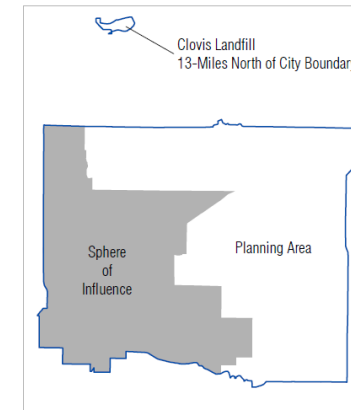 Clovis Landfill
13-Miles North of City Boundar
Sphere
of
Influence
Planning Area